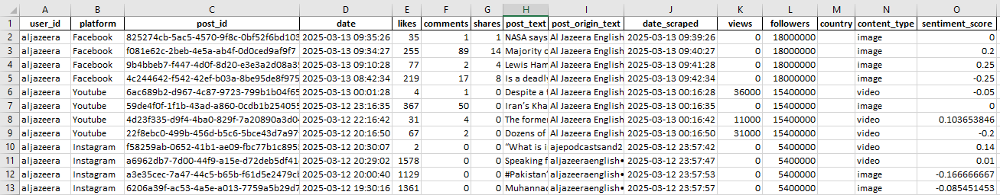 A B C D E F G H I J K L M N O
1 user_id platform post_id date likes comments shares post_text post_origin_text date_scraped views followers country content_type sentiment_score
2 aljazeera Facebook 825274cb-5ac5-4570-9f8c-0bf52f6bd103 2025-03-13 09:35:26 35 1 1 NASA says Al Jazeera English 2025-03-13 09:39:26 0 18000000 image 0
3 aljazeera Facebook f081e62c-2beb-4e5a-ab4f-0d0ced9af9f7 2025-03-13 09:34:27 255 89 14 Majority o Al Jazeera English 2025-03-13 09:40:27 0 18000000 image 0.2
4 aljazeera Facebook 9b4bbeb7-f447-4d0f-8d20-e3e3a2d08a35 2025-03-13 09:10:28 77 2 4 Lewis Ham Al Jazeera English 2025-03-13 09:41:28 0 18000000 image 0.25
5 aljazeera Facebook 4c244642-f542-42ef-b03a-8be95de8f975 2025-03-13 08:42:34 219 17 8 Is a deadl Al Jazeera English 2025-03-13 09:42:34 0 18000000 image -0.25
6 aljazeera Youtube 6ac689b2-d967-4c87-9723-799b1b04f65 2025-03-13 00:01:28 4 1 0 Despite a Al Jazeera English 2025-03-13 00:16:28 36000 15400000 video -0.05
7 aljazeera Youtube 59de4f0f-1f1b-43ad-a860-0cdb1b254055 2025-03-12 23:16:35 367 50 0 Iran’s Kha Al Jazeera English 2025-03-13 00:16:35 0 15400000 image 0
8 aljazeera Youtube 4d23f335-d9f4-4ba0-829f-7a20890a3d04 2025-03-12 22:16:42 31 4 0 The forme Al Jazeera English 2025-03-13 00:16:42 11000 15400000 video 0.103653846
9 aljazeera Youtube 22f8ebc0-499b-456d-b5c6-5bce43d7a97 2025-03-12 20:16:50 67 2 0 Dozens of Al Jazeera English 2025-03-13 00:16:50 31000 15400000 video -0.2
10 aljazeera Instagram f58259ab-0652-41b1-ae09-fbc77b1c895 2025-03-12 20:30:07 2 0 0 “What is i ajepodcastsand2 2025-03-12 23:57:42 0 5400000 video 0.14
11 aljazeera Instagram a6962db7-7d00-44f9-a15e-d72deb5df41 2025-03-12 20:29:02 1578 0 0 Speaking f aljazeeraenglish• 2025-03-12 23:57:47 0 5400000 video 0.01
12 aljazeera Instagram a3e35cec-7a47-44c5-b65b-f61d5e2479c 2025-03-12 20:00:40 1129 0 0 #Pakistan’ aljazeeraenglish• 2025-03-12 23:57:53 0 5400000 image -0.166666667
13 aljazeera Instagram 6206a39f-ac53-4a5e-a013-7759a5b29d7 2025-03-12 19:30:16 1361 0 0 Muhannad aljazeeraenglish• 2025-03-12 23:57:57 0 5400000 image -0.085451453